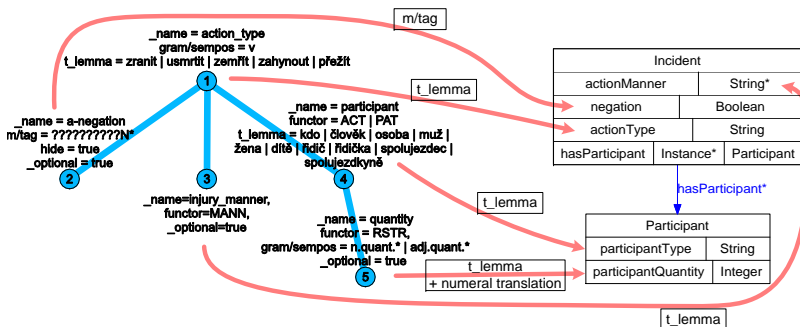 m/tag
_name = action_type
gram/sempos = v
t_lemma = zranit | usmrtit | zemřít | zahynout | přežít
1
t_lemma
_name = a-negation
m/tag = ??????????N*
hide = true
_optional = true
2
_name = participant
functor = ACT | PAT
t_lemma = kdo | člověk | osoba | muž |
žena | dítě | řidič | řidička | spolujezdec |
spolujezdkyně
3
4
_name=injury_manner,
functor=MANN,
_optional=true
_name = quantity
functor = RSTR,
gram/sempos = n.quant.* | adj.quant.*
_optional = true
5
t_lemma
t_lemma
+ numeral translation
t_lemma
Incident
actionManner String*
negation Boolean
actionType String
hasParticipant Instance* Participant
hasParticipant*
Participant
participantType String
participantQuantity Integer